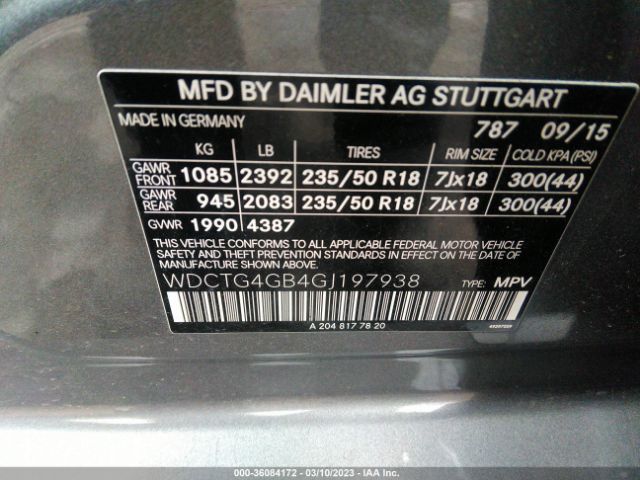 MFD BY DAIMLER AG STUTTGART
MADE IN GERMANY 787 09/15
KG LB TIRES RIM SIZE COLD KPA(PSI)
GAWR FRONT 1085 2392 235/50 R18 7Jx18 300(44)
GAWR REAR 945 2083 235/50 R18 7Jx18 300(44)
GVWR 1990 4387
THIS VEHICLE CONFORMS TO ALL APPLICABLE FEDERAL MOTOR VEHICLE
SAFETY AND THEFT PREVENTION STANDARDS IN EFFECT ON THE DATE
OF MANUFACTURE SHOWN ABOVE.
WDCTG4GB4GJ197938 TYPE: MPV
A 204 817 78 20
000-36084172 — 03/10/2023 — IAA Inc.